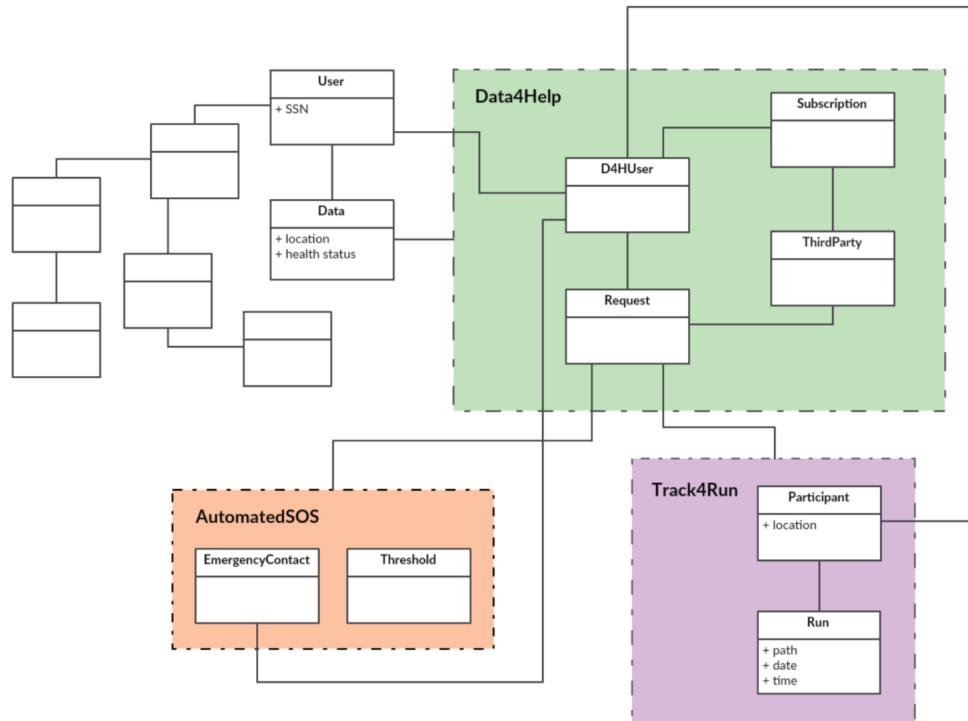 User
+ SSN
Data
+ location
+ health status
Data4Help
Subscription
D4HUser
ThirdParty
Request
AutomatedSOS
EmergencyContact
Threshold
Track4Run
Participant
+ location
Run
+ path
+ date
+ time